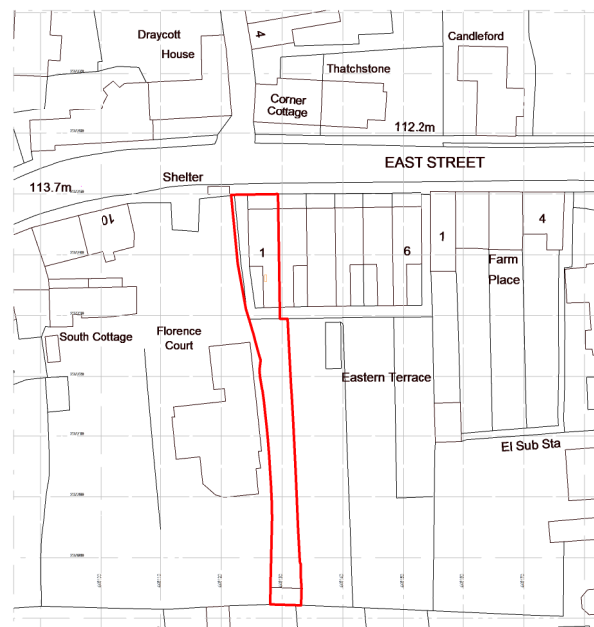 Draycott
House
4
Candleford
Thatchstone
Corner
Cottage
112.2m
EAST STREET
Shelter
113.7m
10
1
6
1
4
Farm
Place
South Cottage
Florence
Court
Eastern Terrace
El Sub Sta